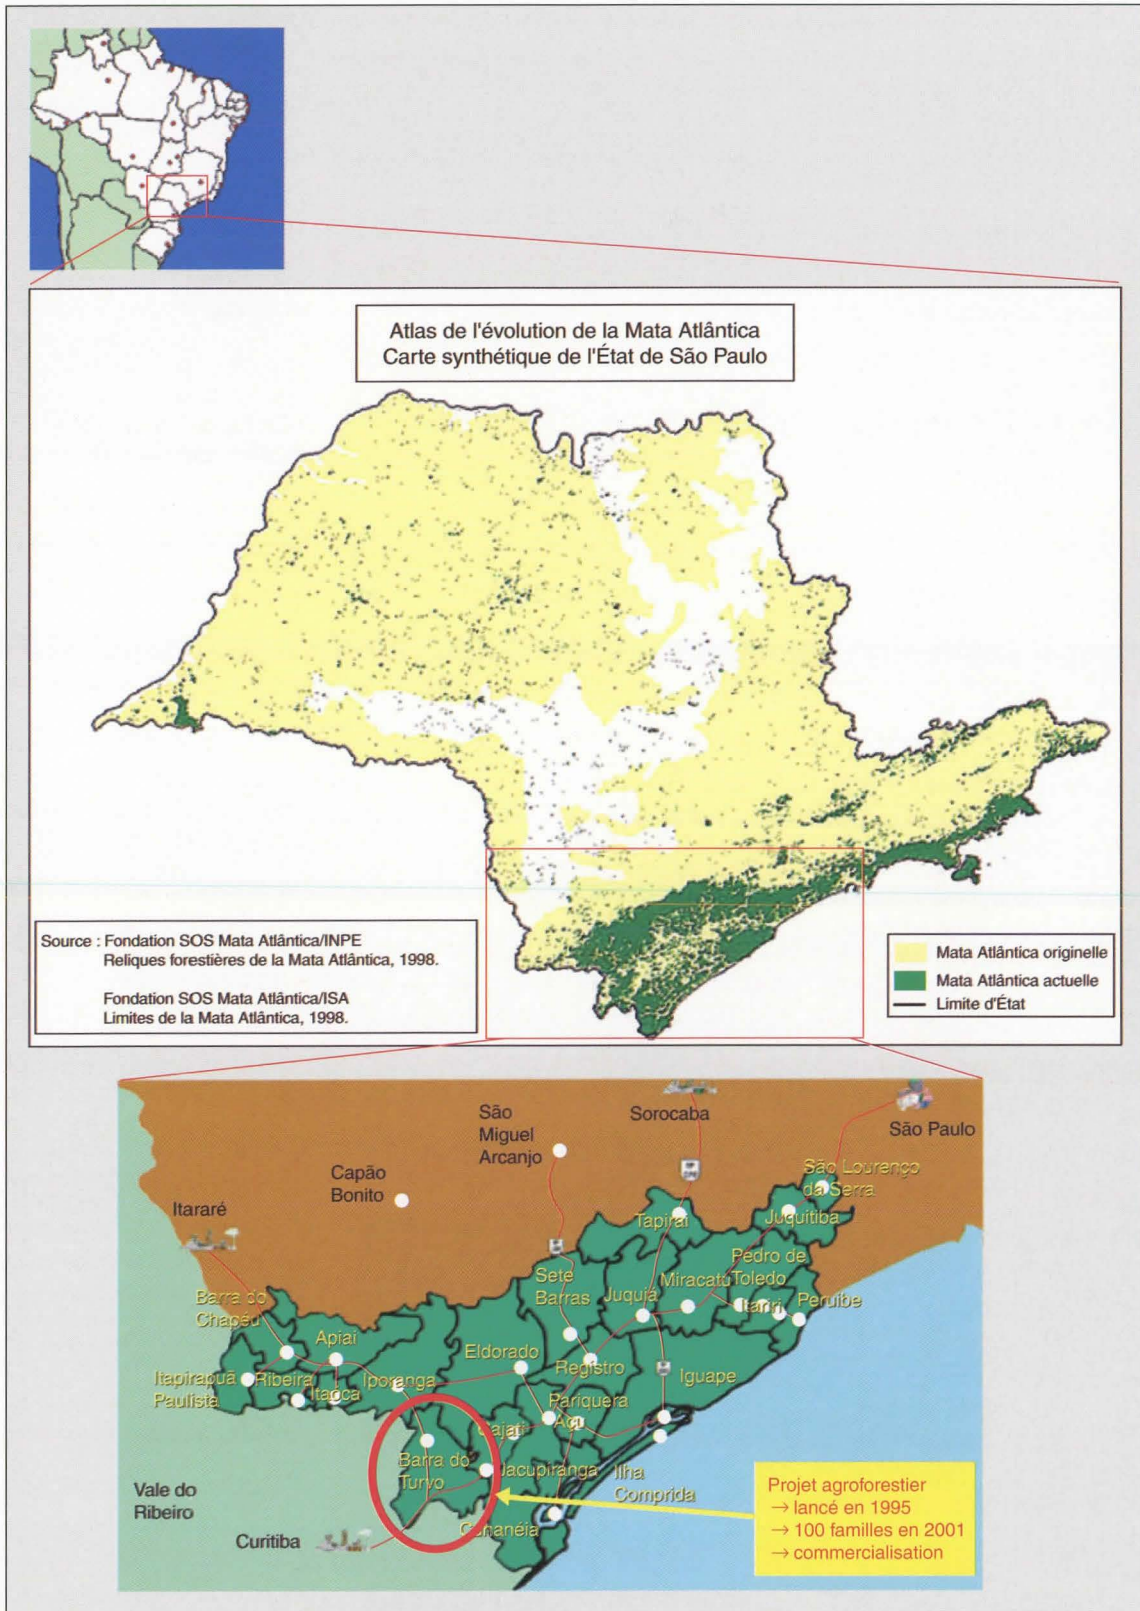 Atlas de l'évolution de la Mata Atlântica
Carte synthétique de l'État de São Paulo
Source : Fondation SOS Mata Atlântica/INPE
Reliques forestières de la Mata Atlântica, 1998.
Fondation SOS Mata Atlântica/ISA
Limites de la Mata Atlântica, 1998.
Mata Atlântica originelle
Mata Atlântica actuelle
Limite d'État
São
Miguel
Arcanjo
Sorocaba
São Paulo
Capão
Bonito
Itararé
São Lourenço
da Serra
Tapiraí
Juquitiba
Pedro de
Toledo
Sete
Barras
Juquiá
Miracatu
Itariri
Peruíbe
Barra do
Chapéu
Apiaí
Eldorado
Registro
Iguape
Itapirapuã
Paulista
Ribeira
Itaóca
Iporanga
Pariquera
Açu
Cajati
Barra do
Turvo
Jacupiranga
Ilha
Comprida
Cananéia
Vale do
Ribeiro
Curitiba
Projet agroforestier
→ lancé en 1995
→ 100 familles en 2001
→ commercialisation